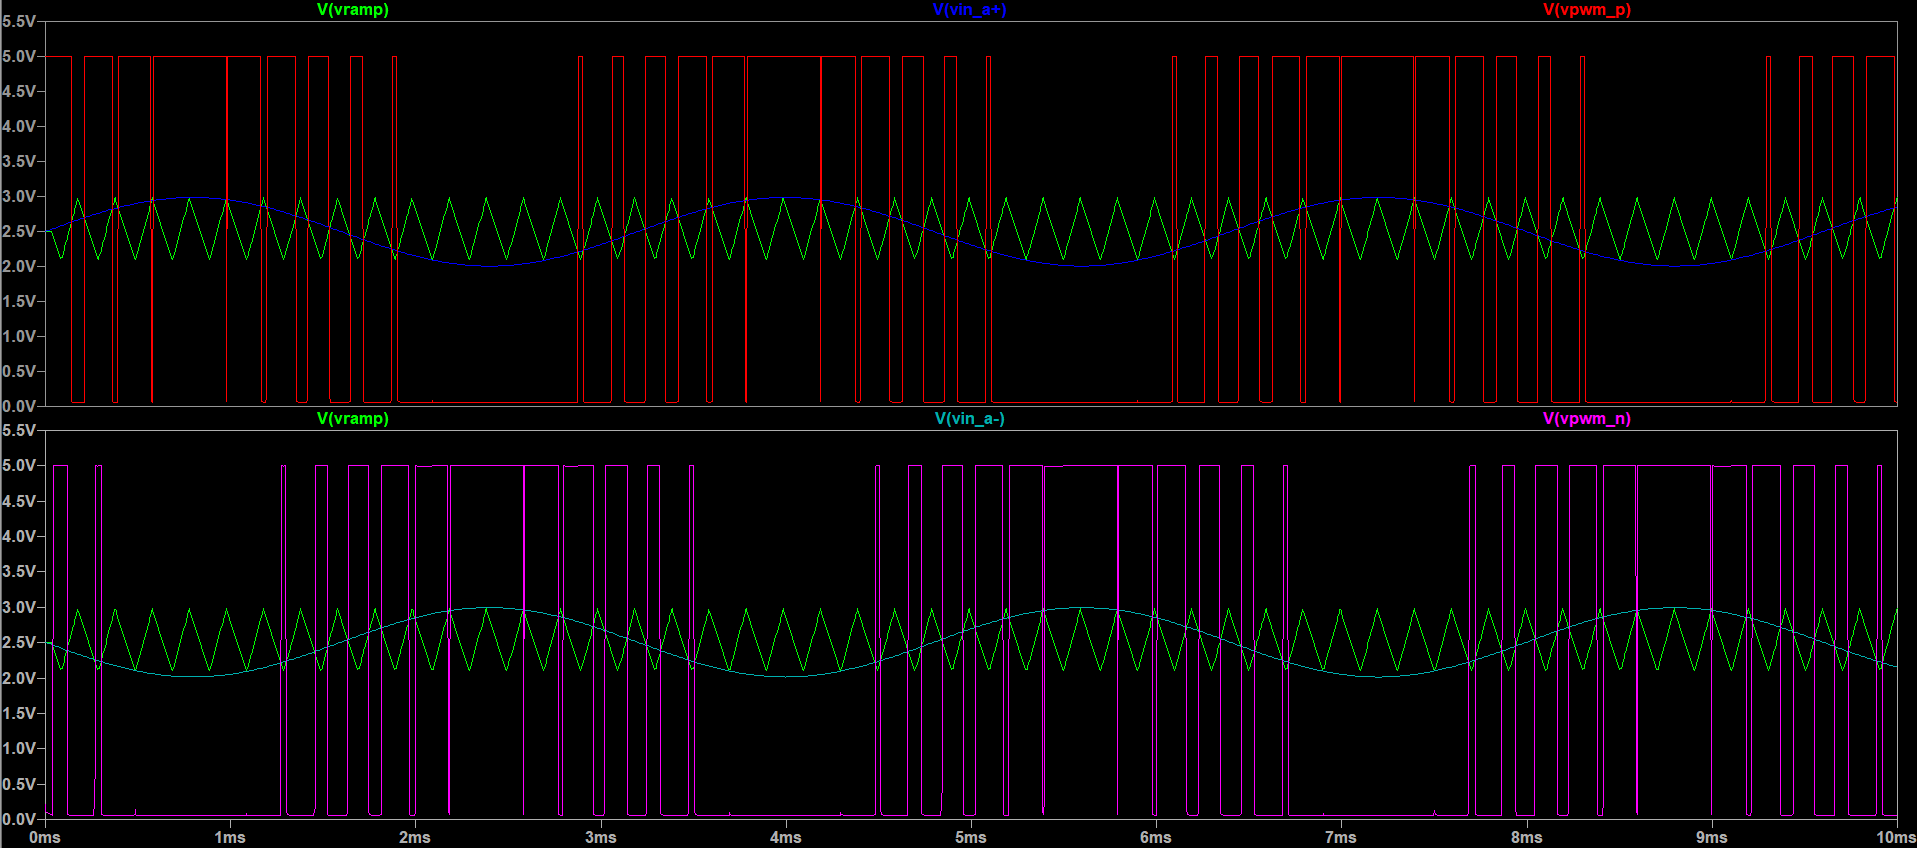 V(vramp) V(vin_a+) V(vpwm_p)
5.5V
5.0V
4.5V
4.0V
3.5V
3.0V
2.5V
2.0V
1.5V
1.0V
0.5V
0.0V
V(vramp) V(vin_a-) V(vpwm_n)
5.5V
5.0V
4.5V
4.0V
3.5V
3.0V
2.5V
2.0V
1.5V
1.0V
0.5V
0.0V
0ms 1ms 2ms 3ms 4ms 5ms 6ms 7ms 8ms 9ms 10ms